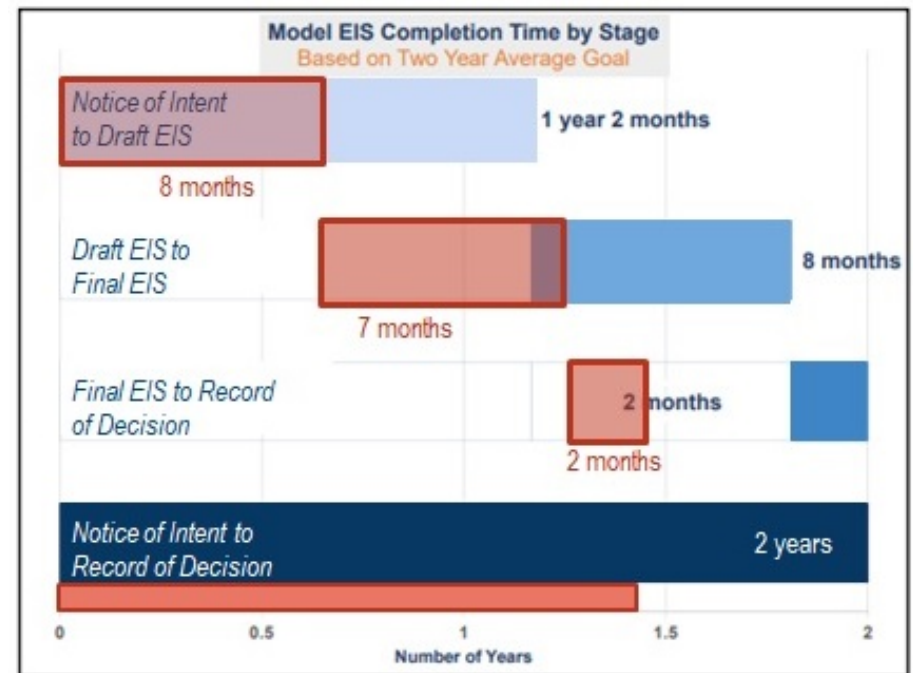 Model EIS Completion Time by Stage
Based on Two Year Average Goal
Notice of Intent
to Draft EIS
1 year 2 months
8 months
Draft EIS to
Final EIS
8 months
7 months
Final EIS to Record
of Decision
2 months
2 months
Notice of Intent to
Record of Decision
2 years
0 0.5 1 1.5 2
Number of Years